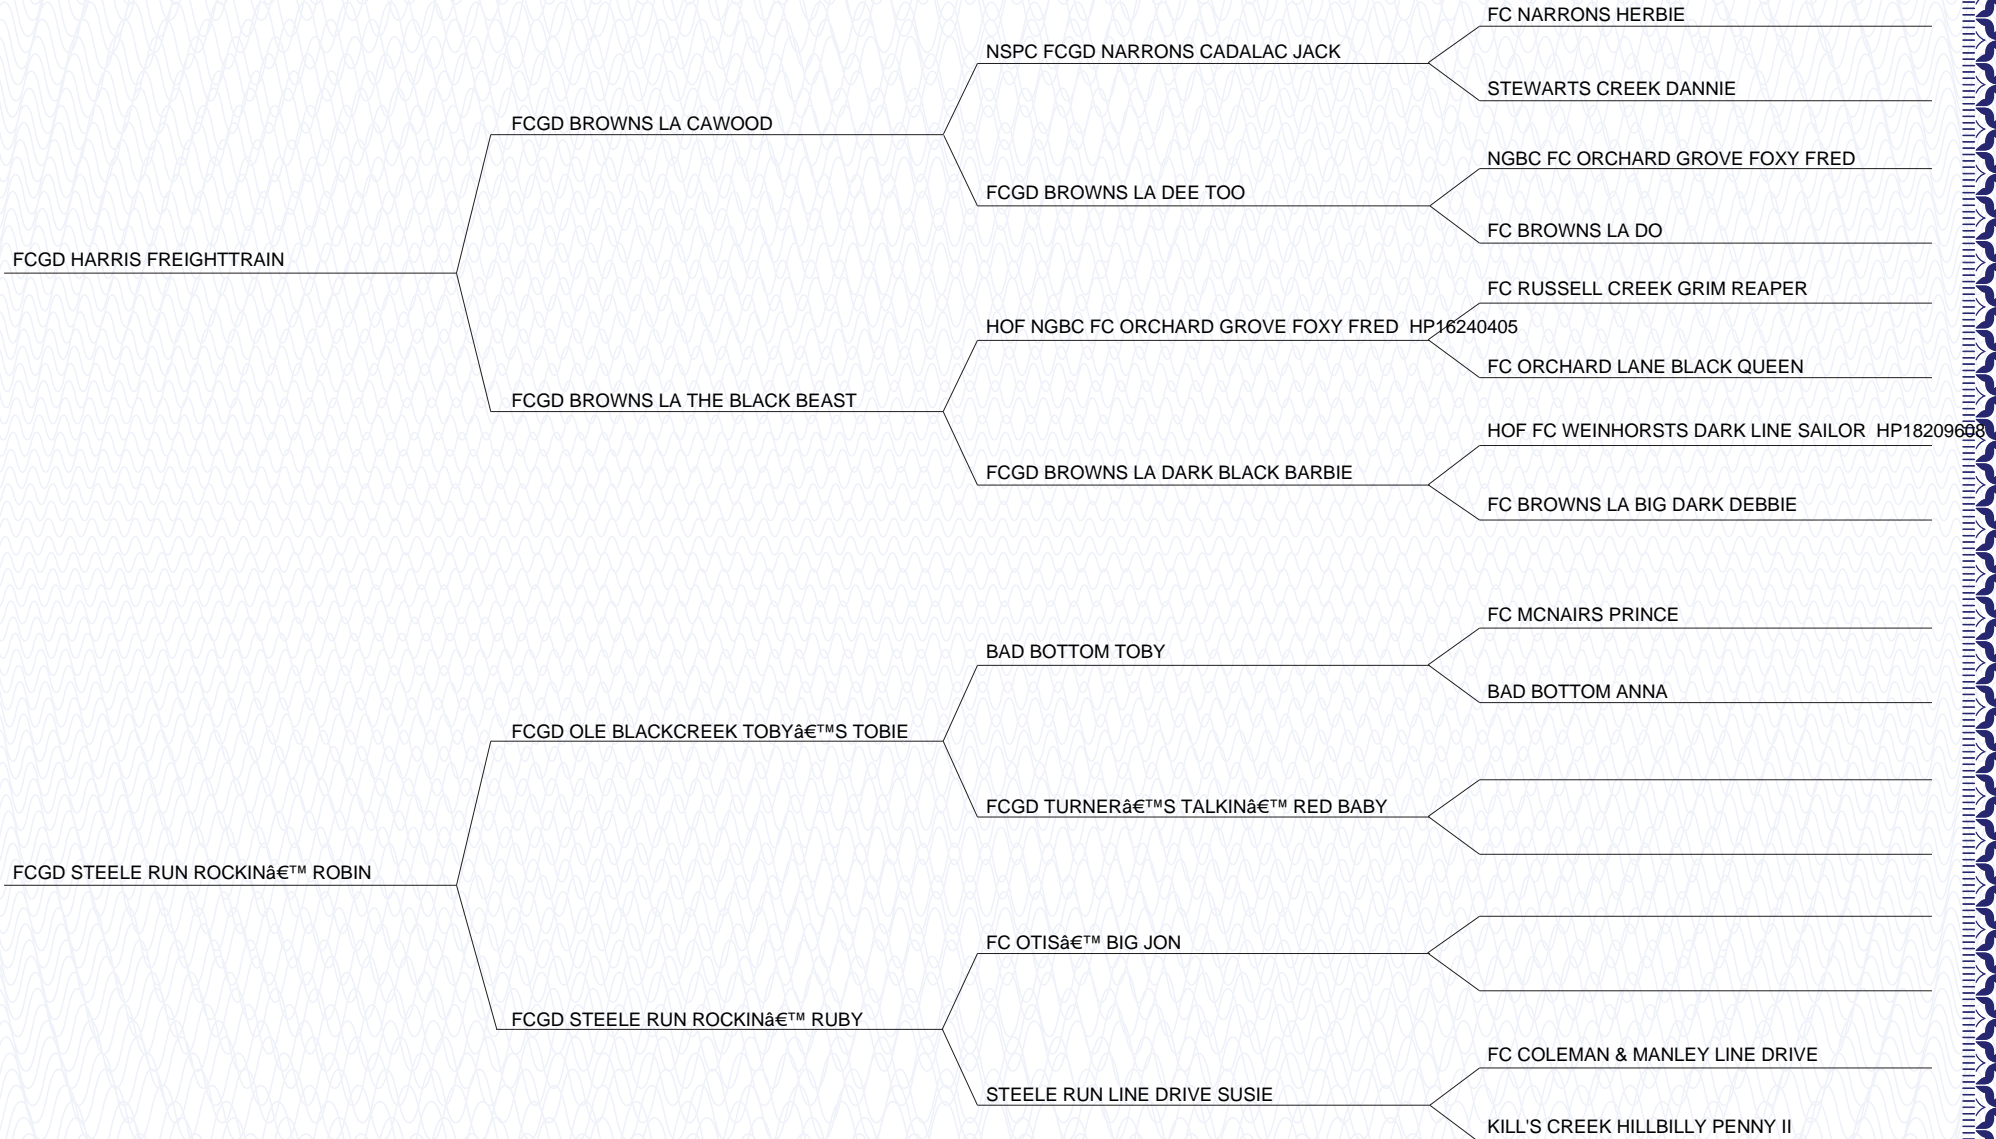 FC NARRONS HERBIE
NSPC FCGD NARRONS CADALAC JACK
STEWARTS CREEK DANNIE
FCGD BROWNS LA CAWOOD
NGBC FC ORCHARD GROVE FOXY FRED
FCGD BROWNS LA DEE TOO
FC BROWNS LA DO
FCGD HARRIS FREIGHTTRAIN
FC RUSSELL CREEK GRIM REAPER
HOF NGBC FC ORCHARD GROVE FOXY FRED HP16240405
FC ORCHARD LANE BLACK QUEEN
FCGD BROWNS LA THE BLACK BEAST
HOF FC WEINHORSTS DARK LINE SAILOR HP18209608
FCGD BROWNS LA DARK BLACK BARBIE
FC BROWNS LA BIG DARK DEBBIE
FC MCNAIRS PRINCE
BAD BOTTOM TOBY
BAD BOTTOM ANNA
FCGD OLE BLACKCREEK TOBYâ€™S TOBIE
FCGD TURNERâ€™S TALKINâ€™ RED BABY
FCGD STEELE RUN ROCKINâ€™ ROBIN
FC OTISâ€™ BIG JON
FCGD STEELE RUN ROCKINâ€™ RUBY
FC COLEMAN & MANLEY LINE DRIVE
STEELE RUN LINE DRIVE SUSIE
KILL'S CREEK HILLBILLY PENNY II